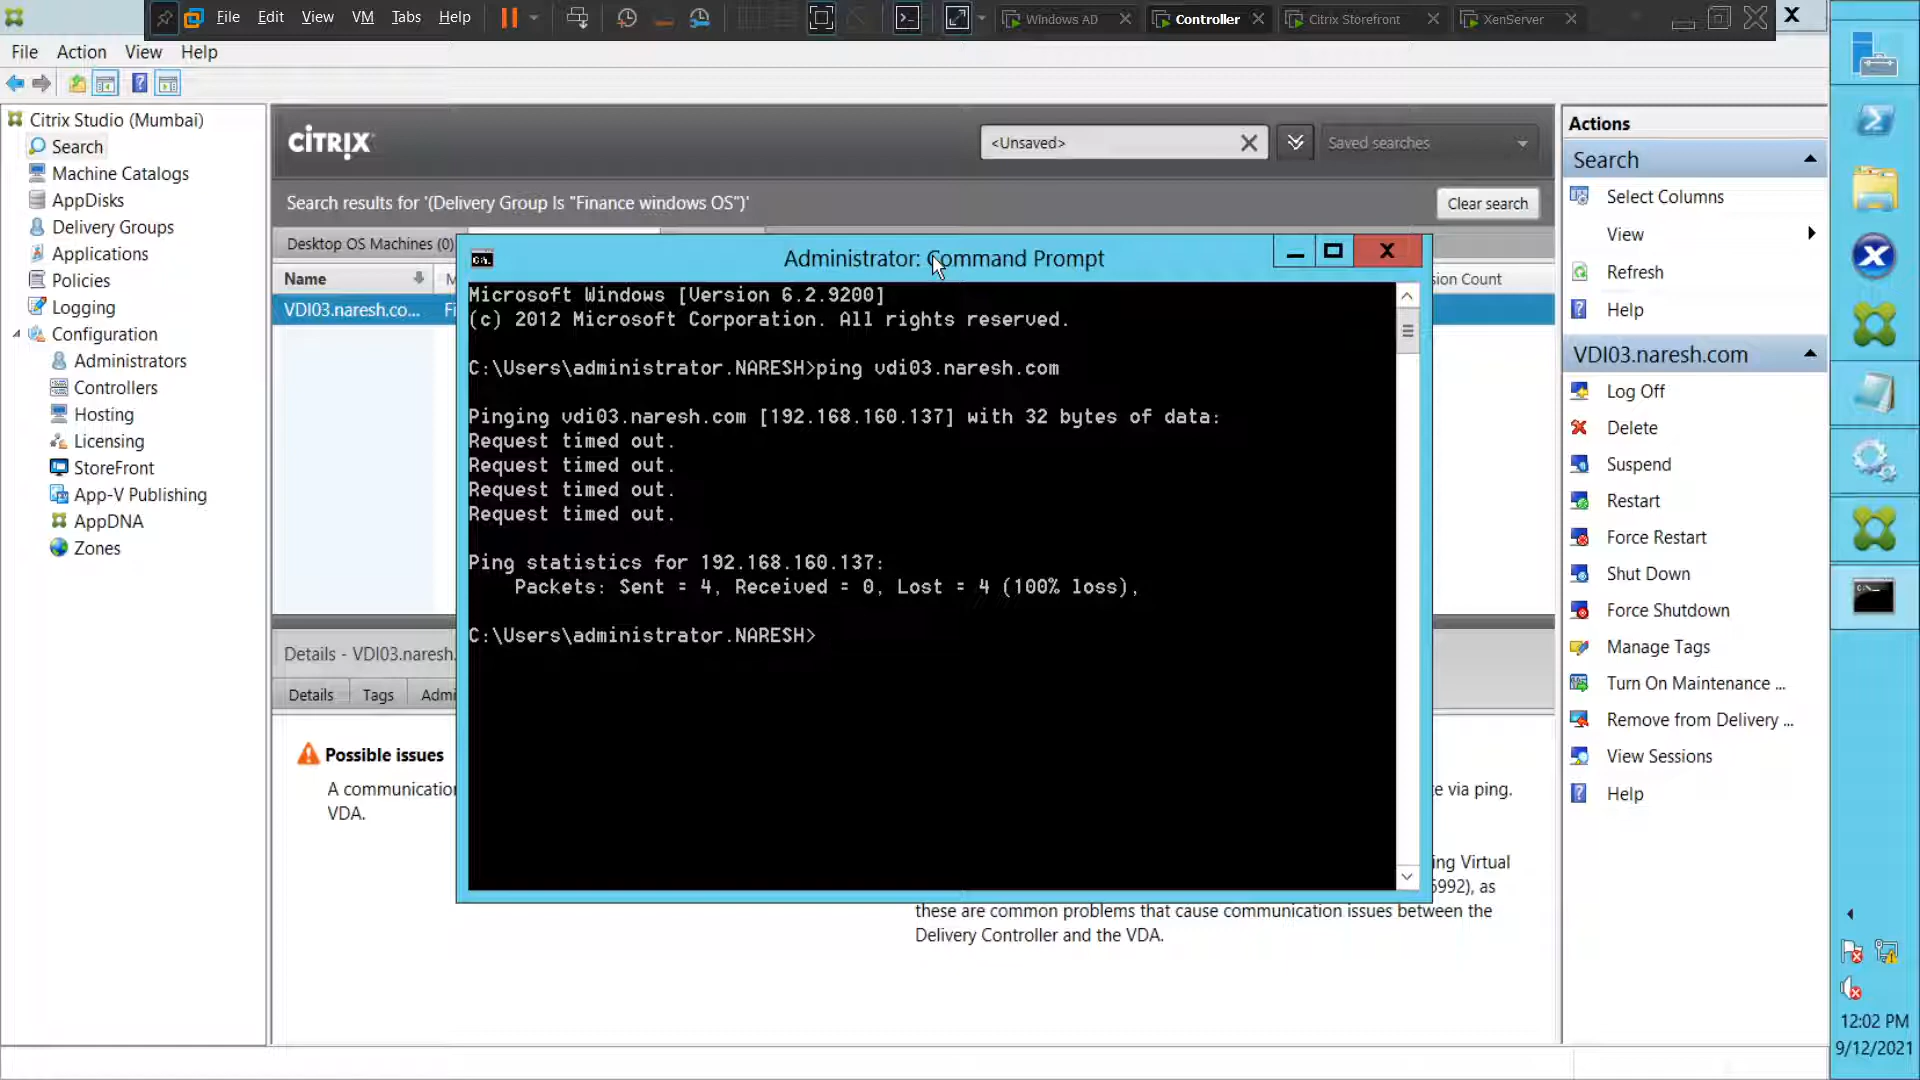 File Edit View VM Tabs Help
Windows AD
Controller
Citrix Storefront
XenServer
X
File Action View Help
Citrix Studio (Mumbai)
Search
Machine Catalogs
AppDisks
Delivery Groups
Applications
Policies
Logging
Configuration
Administrators
Controllers
Hosting
Licensing
StoreFront
App-V Publishing
AppDNA
Zones
CITRIX
<Unsaved>
Saved searches
Search results for '(Delivery Group Is "Finance windows OS")'
Clear search
Desktop OS Machines (0)
Name
M
sion Count
VDI03.naresh.co...
Fi
Administrator: Command Prompt
Microsoft Windows [Version 6.2.9200]
(c) 2012 Microsoft Corporation. All rights reserved.
C:\Users\administrator.NARESH>ping vdi03.naresh.com
Pinging vdi03.naresh.com [192.168.160.137] with 32 bytes of data:
Request timed out.
Request timed out.
Request timed out.
Request timed out.
Ping statistics for 192.168.160.137:
Packets: Sent = 4, Received = 0, Lost = 4 (100% loss),
C:\Users\administrator.NARESH>
Details - VDI03.naresh.
Details Tags Admi
Possible issues
A communication
VDA.
e via ping.
ing Virtual
5992), as
these are common problems that cause communication issues between the
Delivery Controller and the VDA.
Actions
Search
Select Columns
View
Refresh
Help
VDI03.naresh.com
Log Off
Delete
Suspend
Restart
Force Restart
Shut Down
Force Shutdown
Manage Tags
Turn On Maintenance ...
Remove from Delivery ...
View Sessions
Help
12:02 PM
9/12/2021